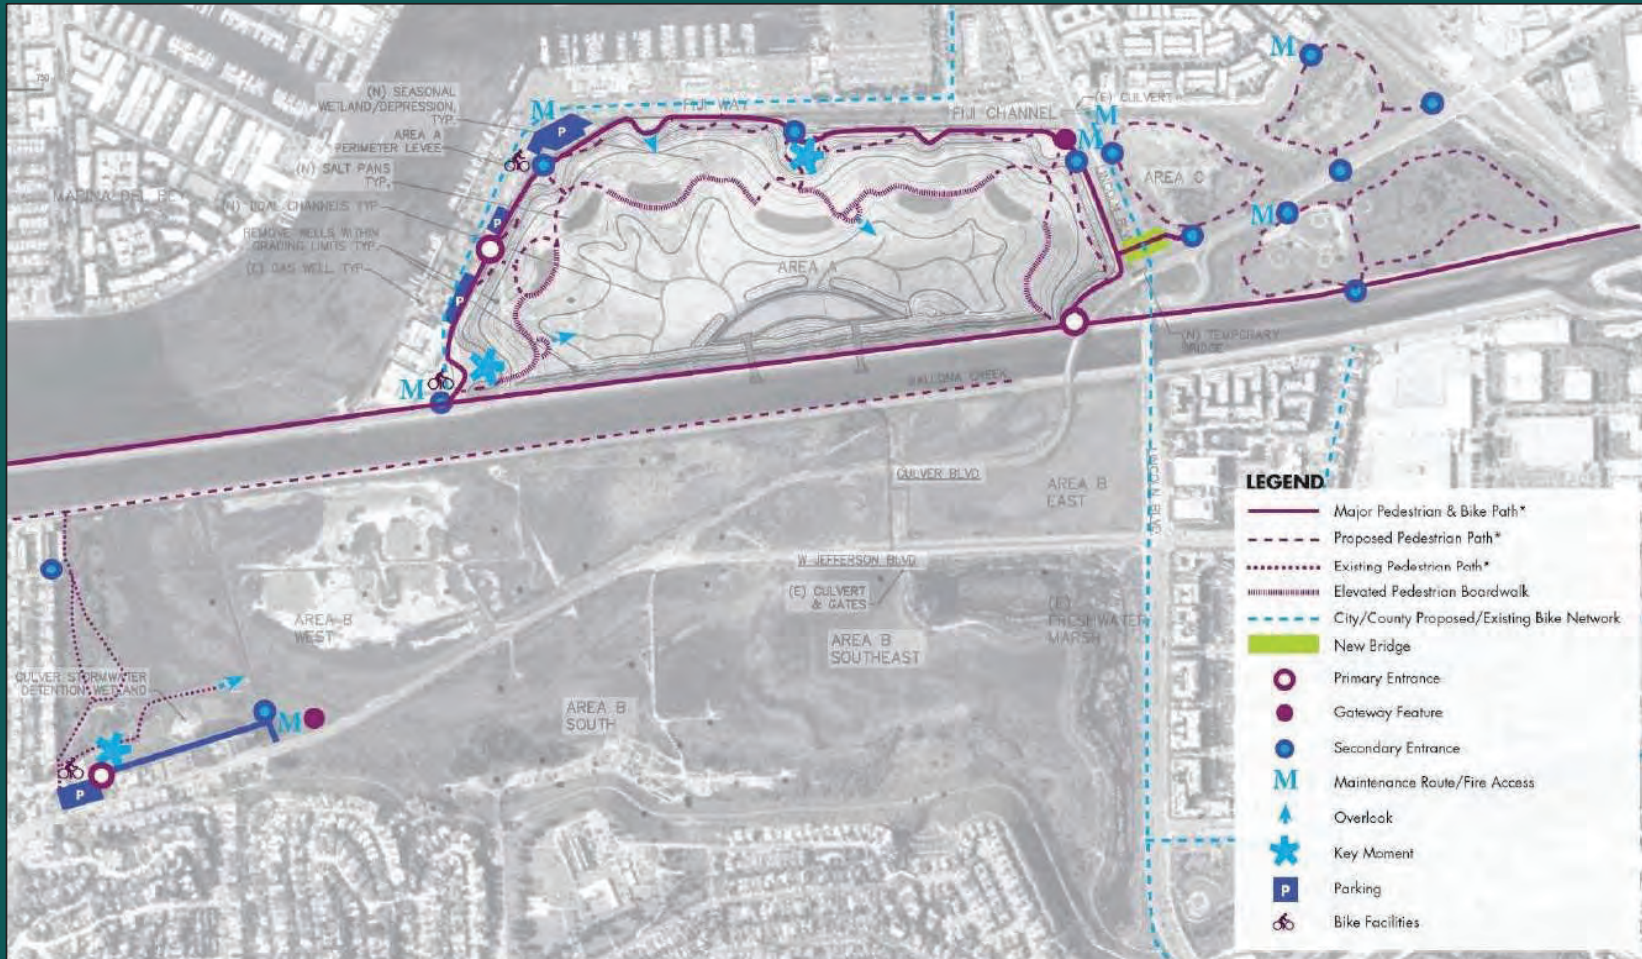 750
(N) SEASONAL
WETLAND/DEPRESSION,
TYP.
AREA A
PERIMETER LEVEE
(N) SALT PANS
TYP.
MARINA DEL REY
TYP
REMOVE WELLS WITHIN
GRADING LIMITS TYP.
(E) GAS WELL TYP
M
P
FIJI WAY
FIJI CHANNEL
(E) CULVERT
M
M
M
AREA C
M
P
P
AREA A
M
(N) TEMPORARY
BRIDGE
BALLONA CREEK
CULVER BLVD
AREA B
EAST
LINCOLN BLVD
W JEFFERSON BLVD
(E) CULVERT
& GATES
(E)
FRESHWATER
MARSH
AREA B
WEST
AREA B
SOUTHEAST
AREA B
SOUTH
CULVER STORMWATER
DETENTION WETLAND
M
P
LEGEND
Major Pedestrian & Bike Path*
Proposed Pedestrian Path*
Existing Pedestrian Path*
Elevated Pedestrian Boardwalk
City/County Proposed/Existing Bike Network
New Bridge
Primary Entrance
Gateway Feature
Secondary Entrance
M Maintenance Route/Fire Access
Overlook
Key Moment
P Parking
Bike Facilities